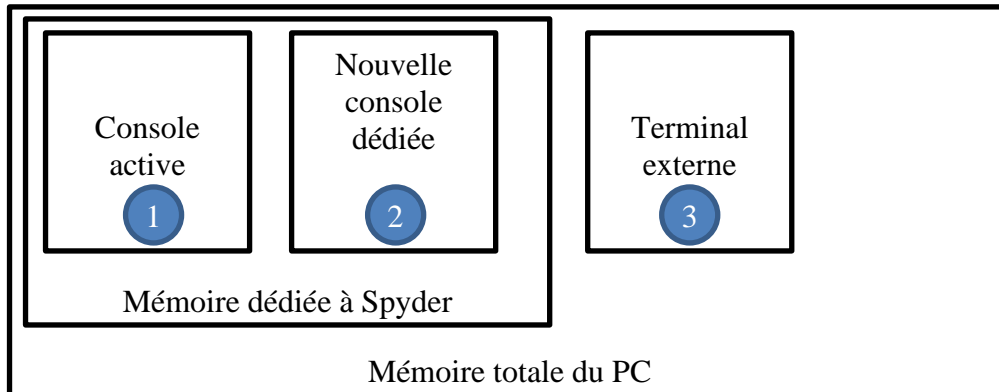 Console
active
1
Nouvelle
console
dédiée
2
Terminal
externe
3
Mémoire dédiée à Spyder
Mémoire totale du PC